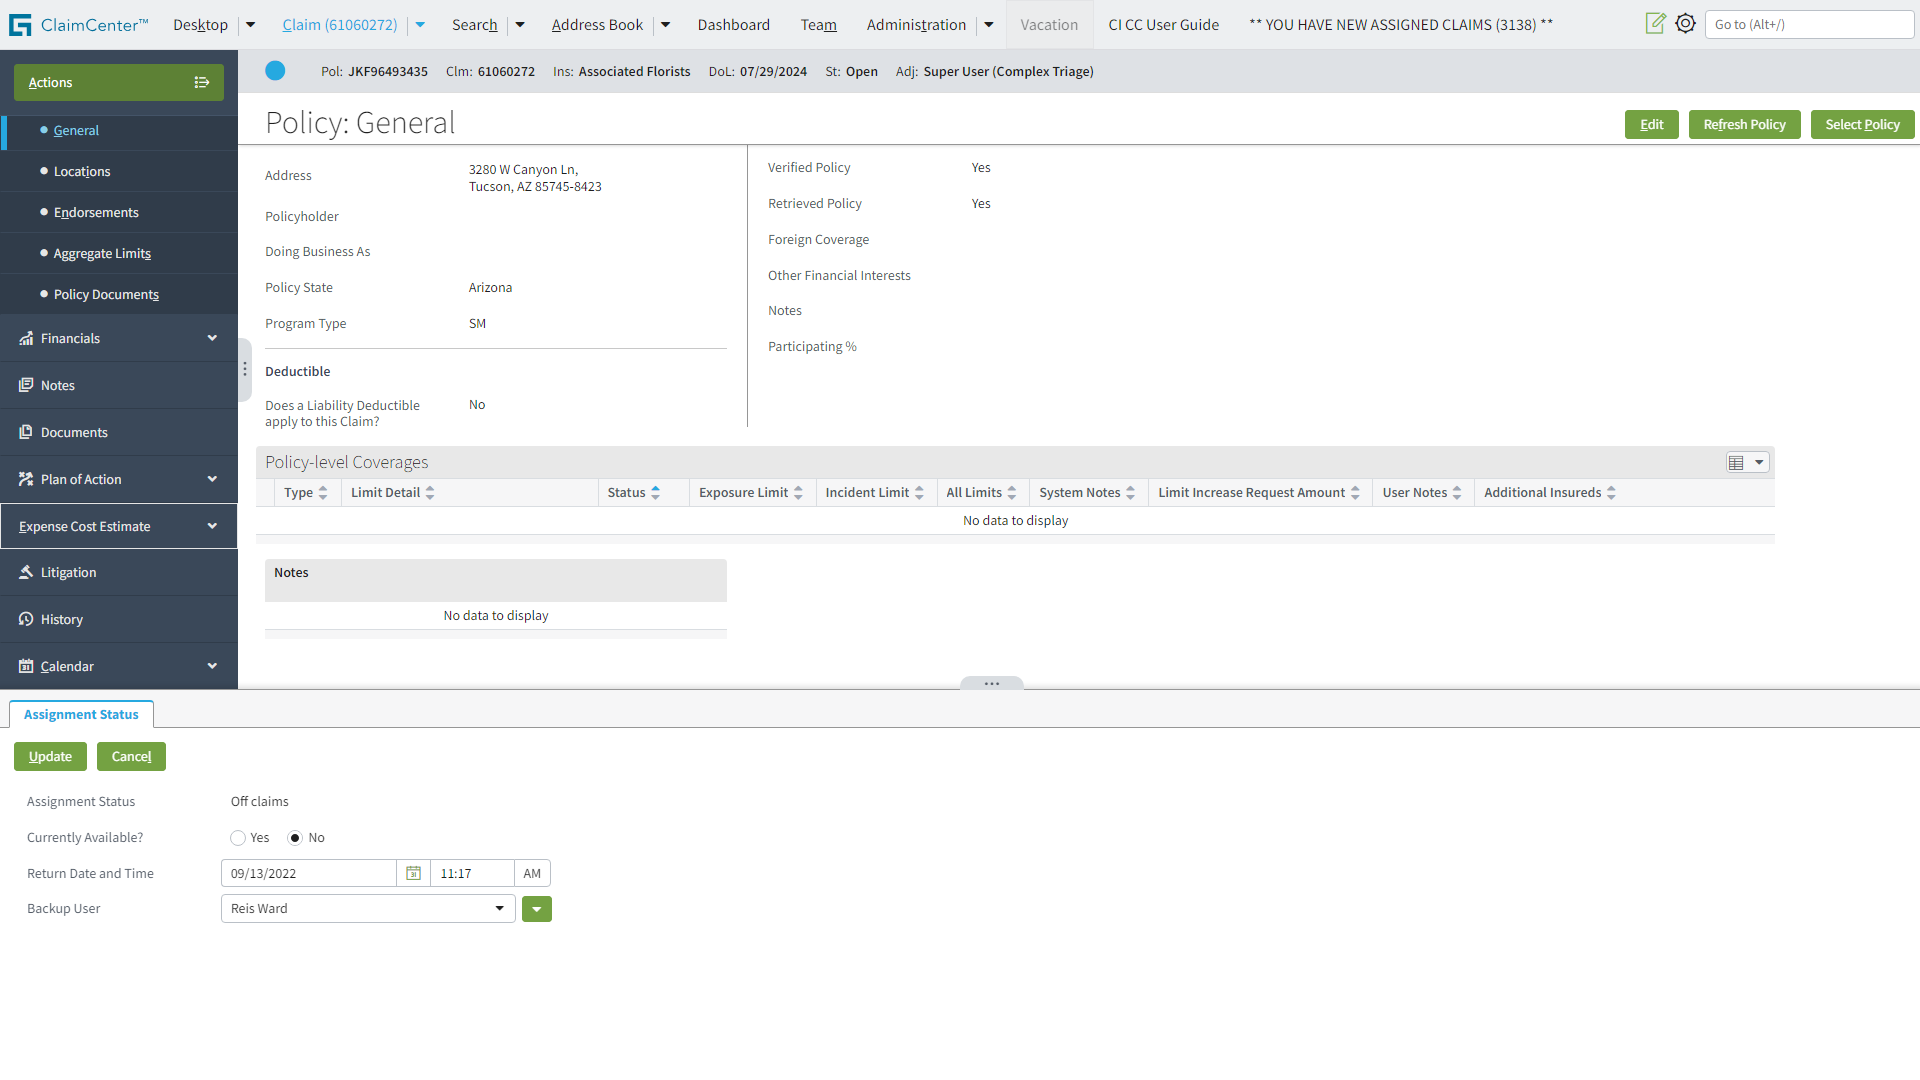 ClaimCenter™ Desktop Claim (61060272) Search Address Book Dashboard Team Administration Vacation CI CC User Guide ** YOU HAVE NEW ASSIGNED CLAIMS (3138) ** Go to (Alt+/)
Pol: JKF96493435 Clm: 61060272 Ins: Associated Florists DoL: 07/29/2024 St: Open Adj: Super User (Complex Triage)
Actions
General
Locations
Endorsements
Aggregate Limits
Policy Documents
Financials
Notes
Documents
Plan of Action
Expense Cost Estimate
Litigation
History
31 Calendar
Policy: General
Edit Refresh Policy Select Policy
Address 3280 W Canyon Ln,
Tucson, AZ 85745-8423
Policyholder
Doing Business As
Policy State Arizona
Program Type SM
Deductible
Does a Liability Deductible
apply to this Claim? No
Verified Policy Yes
Retrieved Policy Yes
Foreign Coverage
Other Financial Interests
Notes
Participating %
Policy-level Coverages
Type Limit Detail Status Exposure Limit Incident Limit All Limits System Notes Limit Increase Request Amount User Notes Additional Insureds
No data to display
Notes
No data to display
Assignment Status
Update Cancel
Assignment Status Off claims
Currently Available? Yes No
Return Date and Time 09/13/2022 31 11:17 AM
Backup User Reis Ward